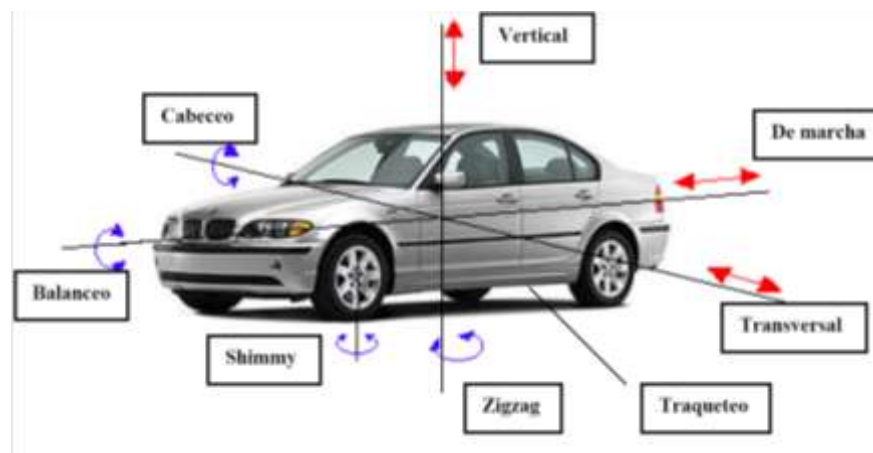 Vertical
Cabeceo
De marcha
Balanceo
Transversal
Shimmy
Zigzag
Traqueteo